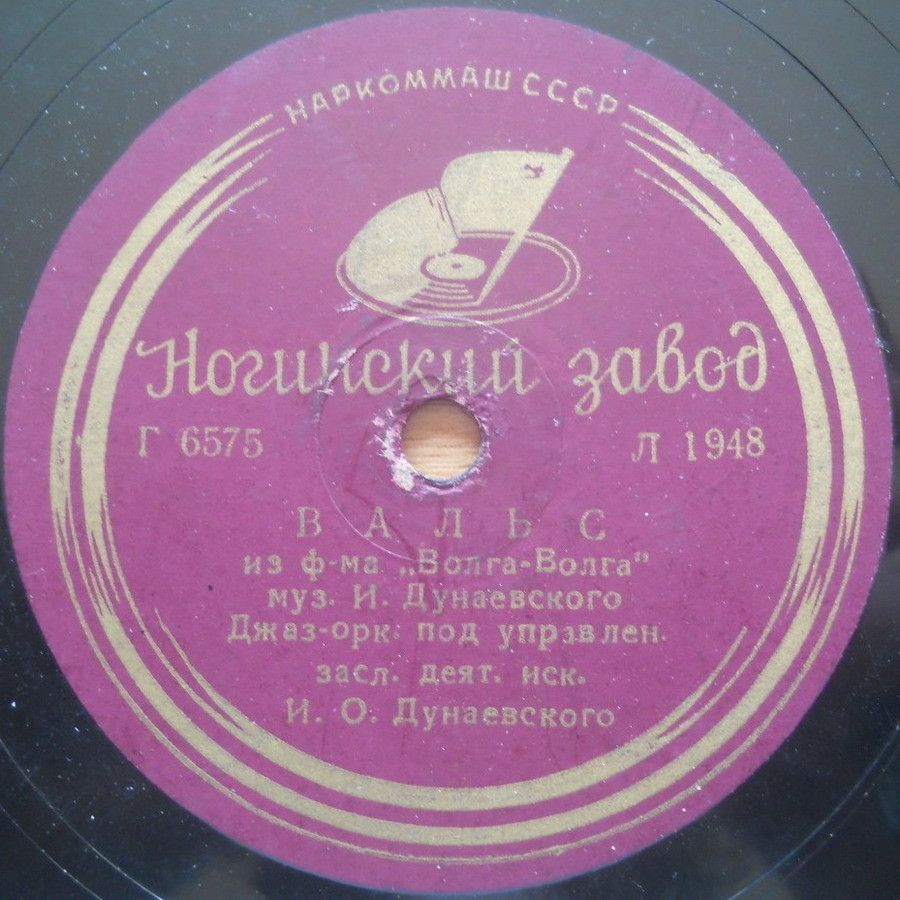 НАРКОММАШ СССР
Ногинский завод
Г 6575
Л 1948
ВАЛЬС
из ф-ма „Волга-Волга"
муз. И. Дунаевского
Джаз-орк. под управлен.
засл. деят. иск.
И. О. Дунаевского